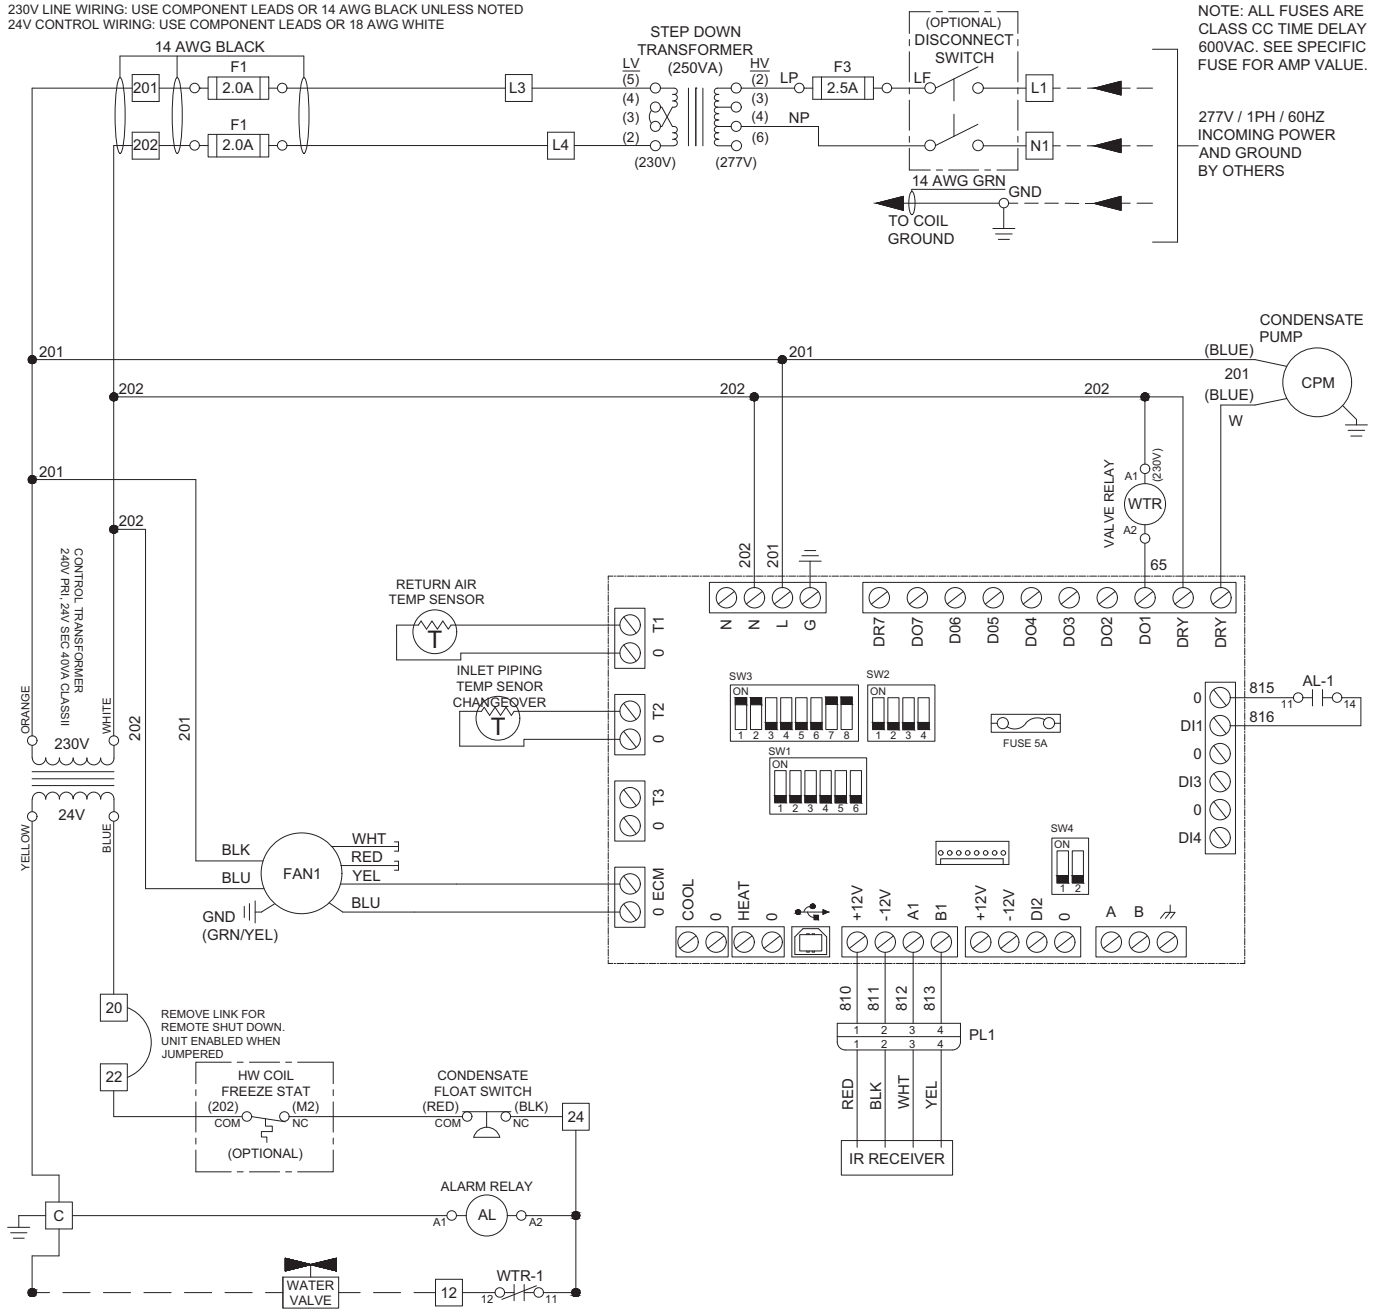 230V LINE WIRING: USE COMPONENT LEADS OR 14 AWG BLACK UNLESS NOTED
24V CONTROL WIRING: USE COMPONENT LEADS OR 18 AWG WHITE
14 AWG BLACK
201
F1
2.0A
202
F1
2.0A
L3
L4
STEP DOWN
TRANSFORMER
(250VA)
LV
(5)
(4)
(3)
(2)
(230V)
HV
(2)
(3)
(4)
(6)
(277V)
LP
NP
F3
2.5A
LF
(OPTIONAL)
DISCONNECT
SWITCH
L1
N1
14 AWG GRN
GND
TO COIL
GROUND
NOTE: ALL FUSES ARE
CLASS CC TIME DELAY
600VAC. SEE SPECIFIC
FUSE FOR AMP VALUE.
277V / 1PH / 60HZ
INCOMING POWER
AND GROUND
BY OTHERS
201
201
202
202
202
CONDENSATE
PUMP
(BLUE)
201
(BLUE)
W
CPM
201
202
VALVE RELAY
A1
(230V)
WTR
A2
65
202
201
CONTROL TRANSFORMER
240V PRI, 24V SEC 40VA CLASSII
ORANGE
WHITE
230V
24V
YELLOW
BLUE
202
201
RETURN AIR
TEMP SENSOR
T
INLET PIPING
TEMP SENOR
CHANGEOVER
T
T1
0
T2
0
T3
0
ECM
0
N
N
L
G
DR7
DO7
D06
D05
DO4
DO3
DO2
DO1
DRY
DRY
SW3
ON
1 2 3 4 5 6 7 8
SW2
ON
1 2 3 4
SW1
ON
1 2 3 4 5 6
FUSE 5A
SW4
ON
1 2
0
DI1
0
DI3
0
DI4
815
816
AL-1
11
14
BLK
BLU
FAN1
WHT
RED
YEL
BLU
GND
(GRN/YEL)
COOL
0
HEAT
0
+12V
-12V
A1
B1
+12V
-12V
DI2
0
A
B
810
811
812
813
1 2 3 4
1 2 3 4
PL1
RED
BLK
WHT
YEL
IR RECEIVER
20
22
REMOVE LINK FOR
REMOTE SHUT DOWN.
UNIT ENABLED WHEN
JUMPERED
HW COIL
FREEZE STAT
(202)
(M2)
COM
NC
(OPTIONAL)
CONDENSATE
FLOAT SWITCH
(RED)
(BLK)
COM
NC
24
C
ALARM RELAY
A1
AL
A2
WATER
VALVE
12
WTR-1
12
11